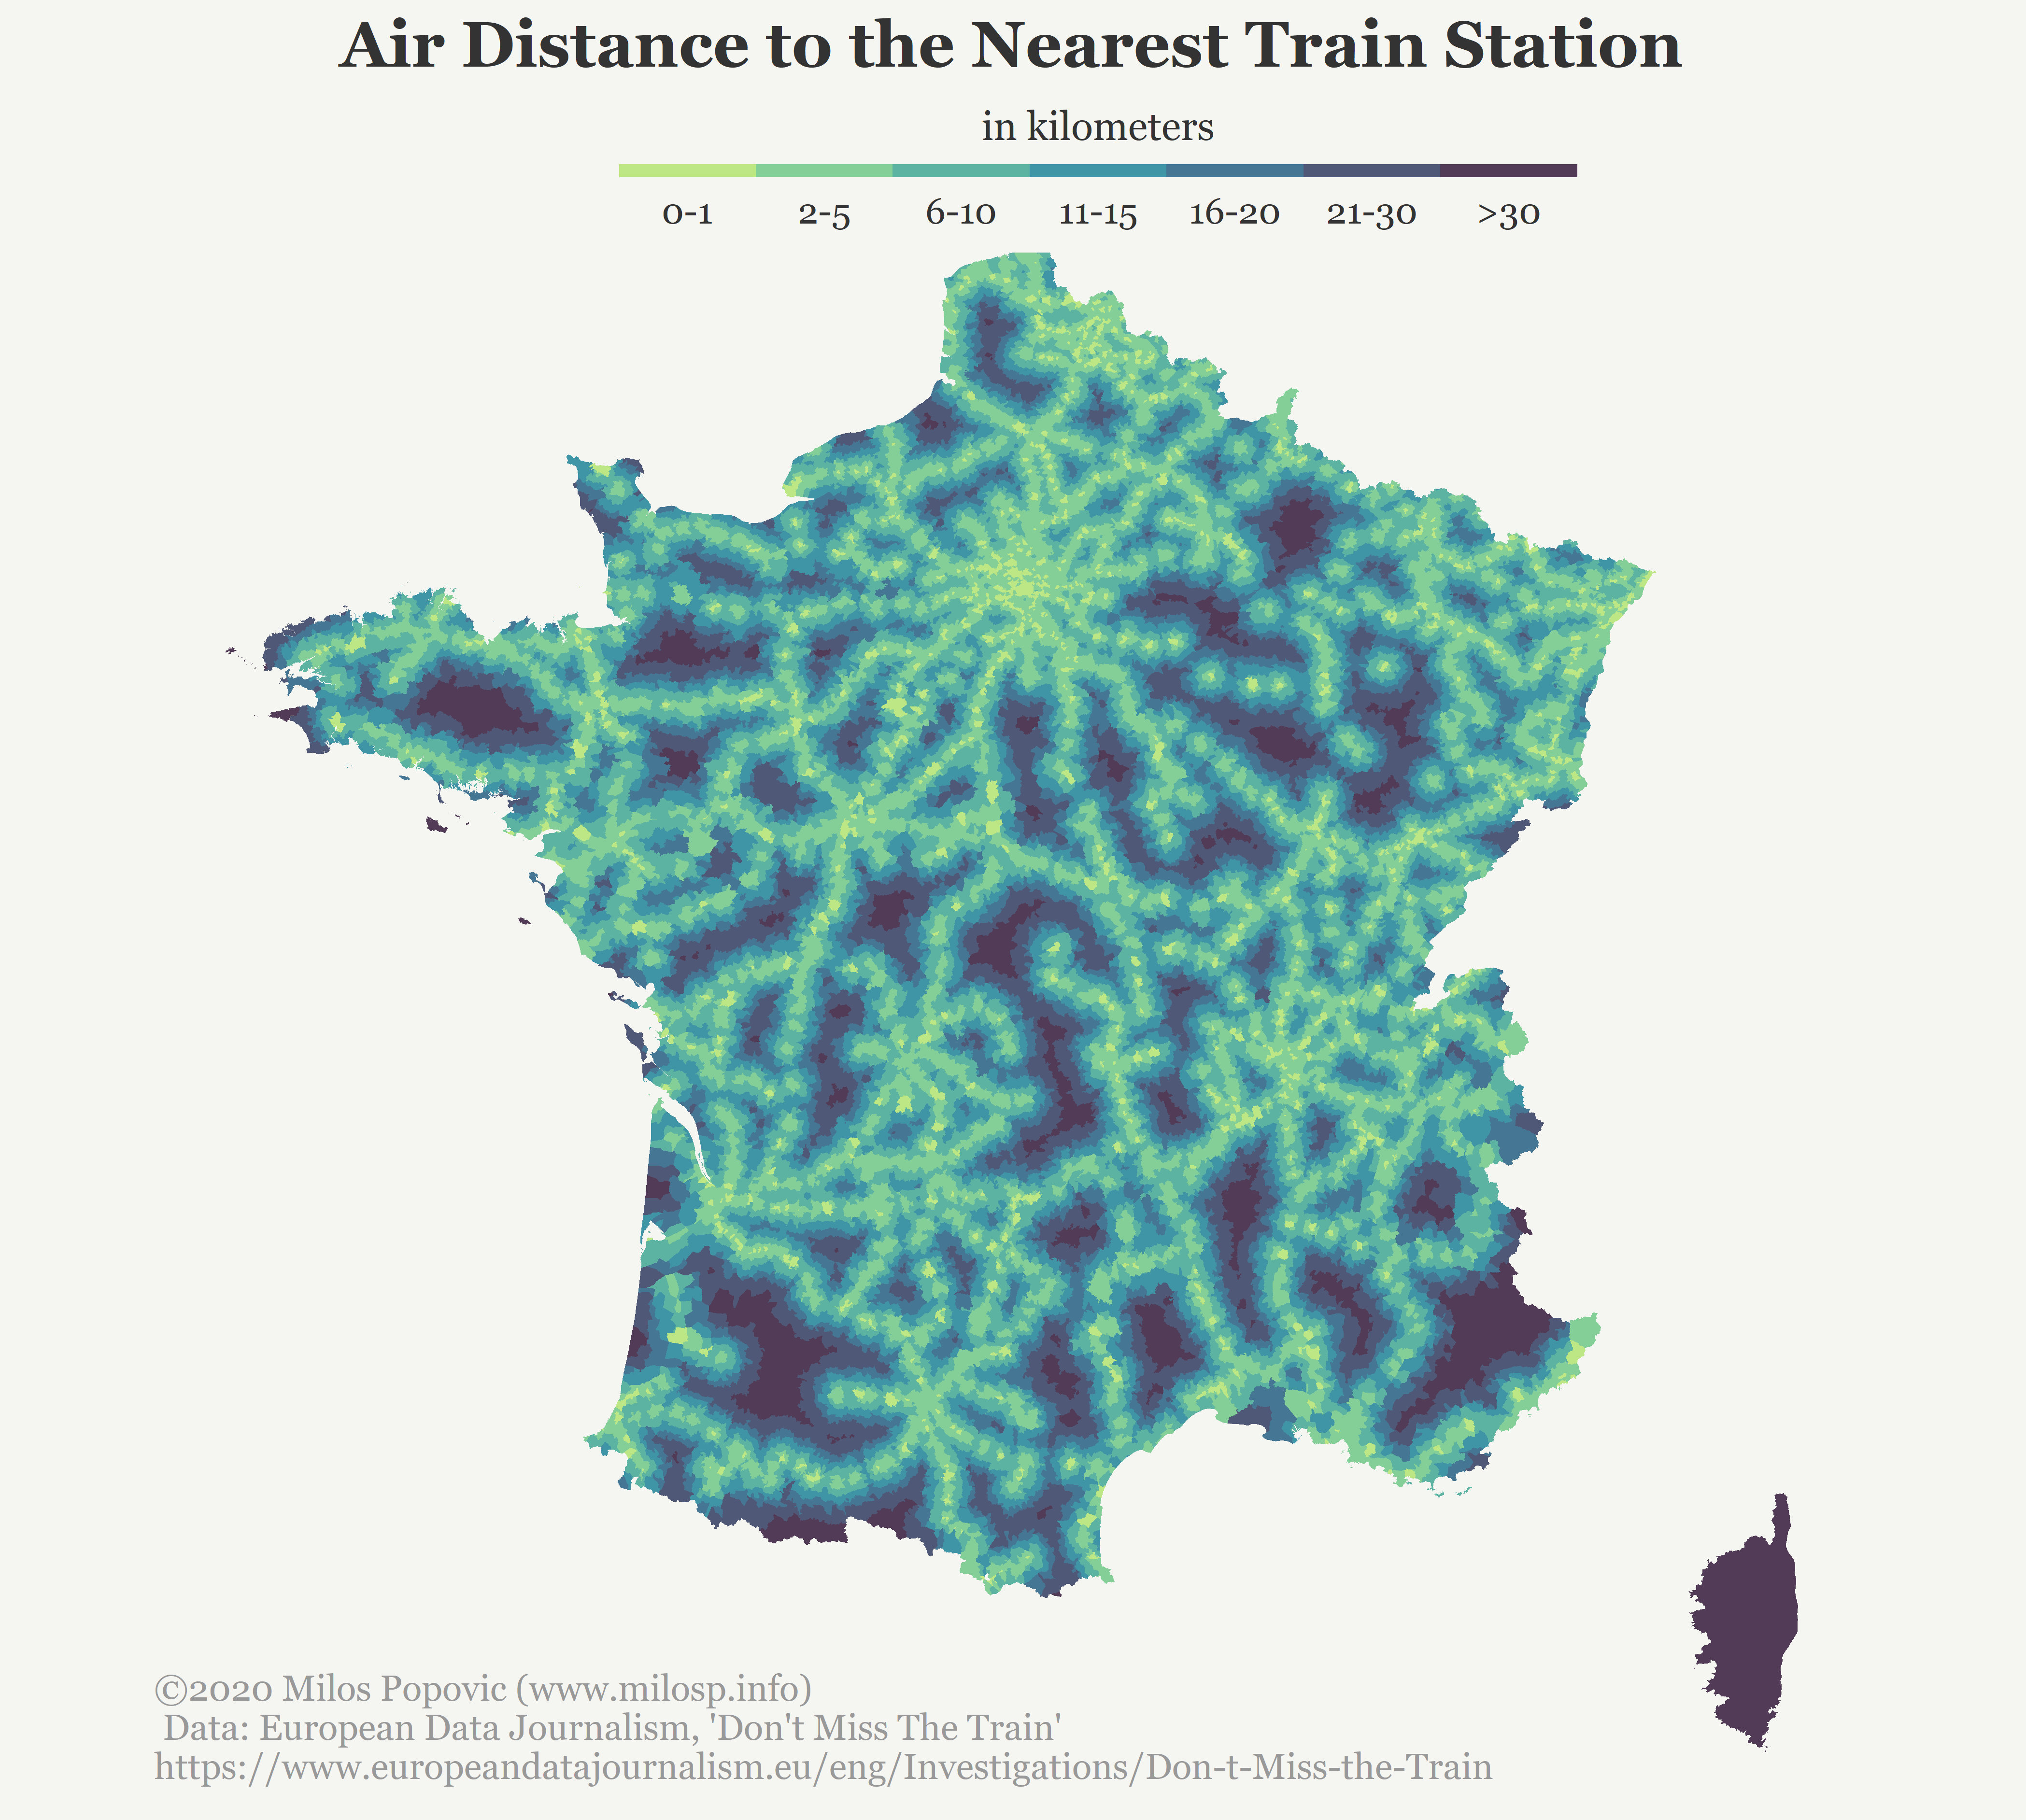 Air Distance to the Nearest Train Station
in kilometers
0-1 2-5 6-10 11-15 16-20 21-30 >30
©2020 Milos Popovic (www.milosp.info)
Data: European Data Journalism, 'Don't Miss The Train'
https://www.europeandatajournalism.eu/eng/Investigations/Don-t-Miss-the-Train